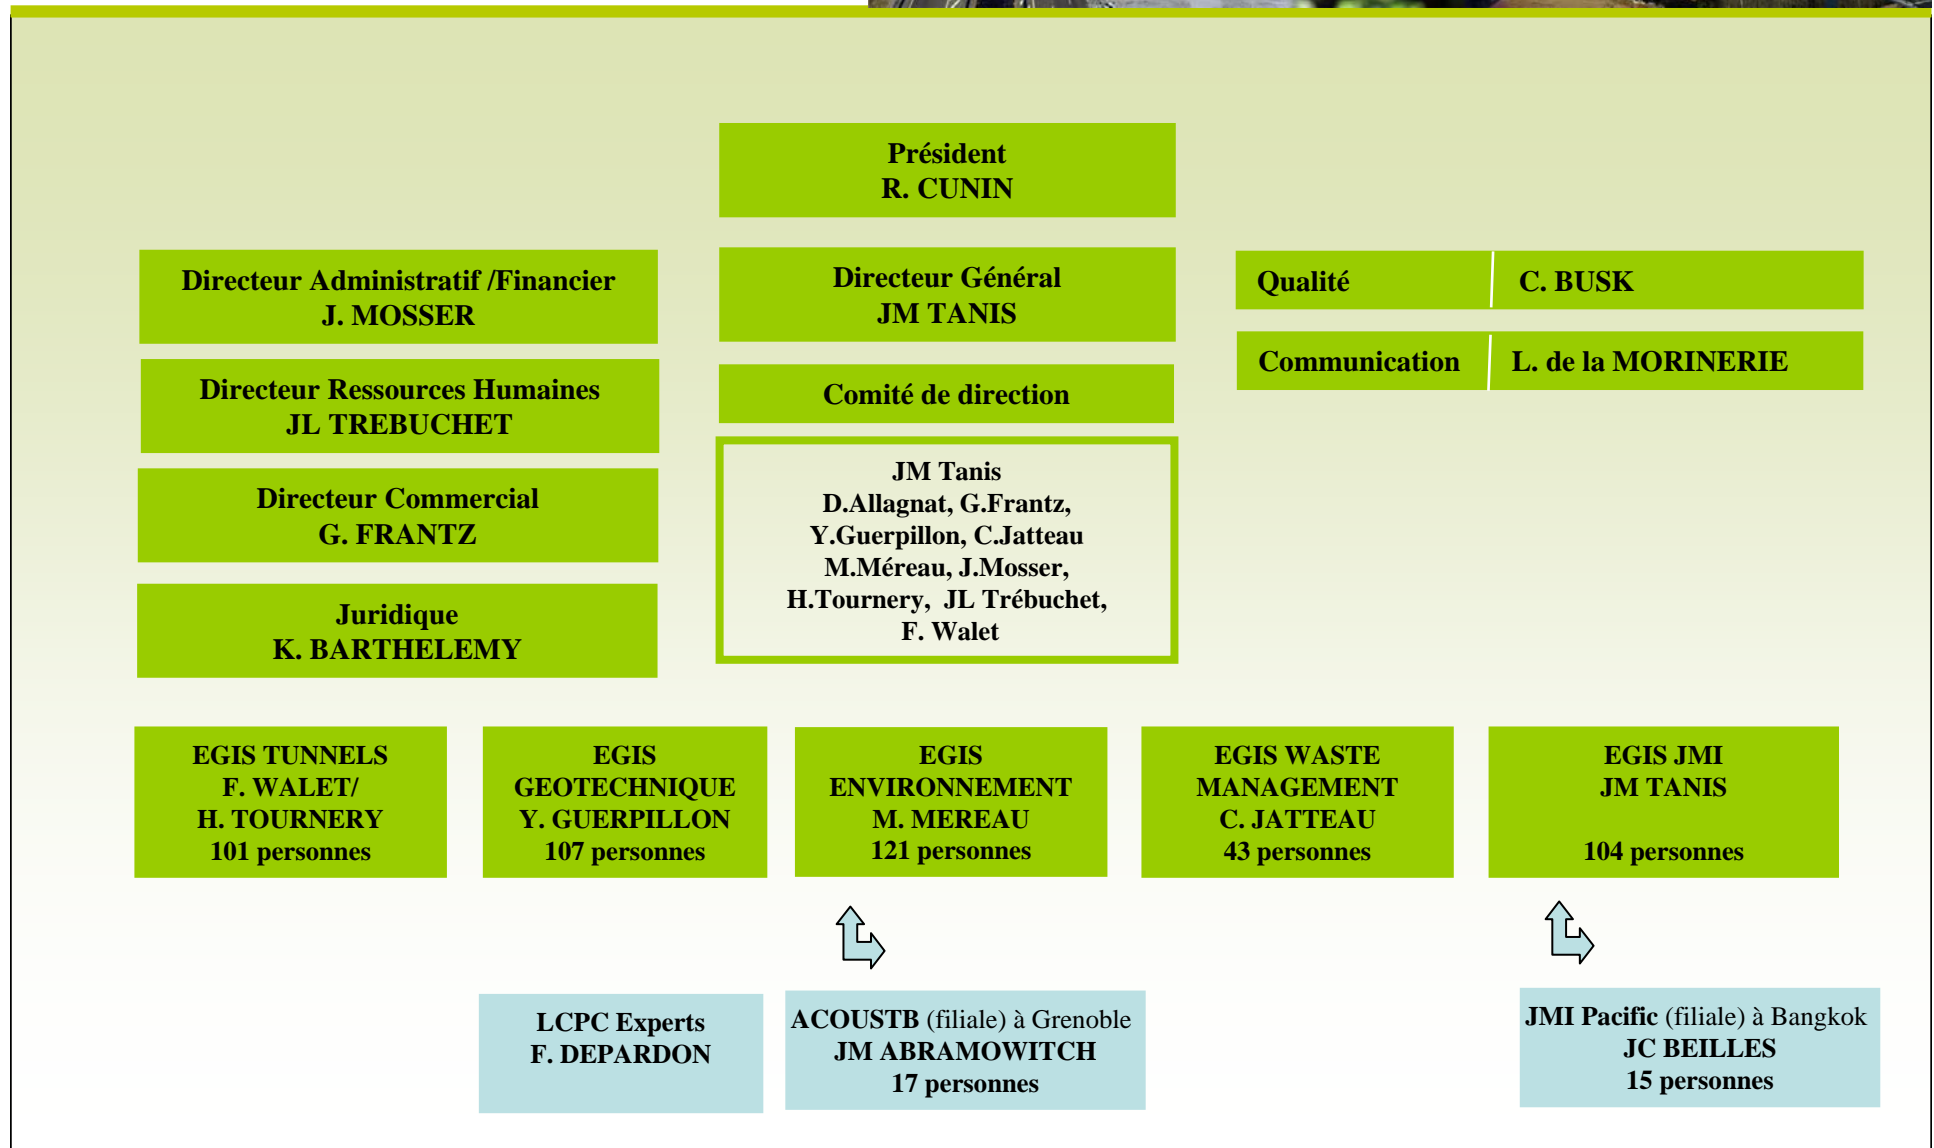 Président
R. CUNIN
Directeur Administratif /Financier
J. MOSSER
Directeur Général
JM TANIS
Qualité
C. BUSK
Communication
L. de la MORINERIE
Directeur Ressources Humaines
JL TREBUCHET
Comité de direction
Directeur Commercial
G. FRANTZ
JM Tanis
D.Allagnat, G.Frantz,
Y.Guerpillon, C.Jatteau
M.Méreau, J.Mosser,
H.Tournery, JL Trébuchet,
F. Walet
Juridique
K. BARTHELEMY
EGIS TUNNELS
F. WALET/
H. TOURNERY
101 personnes
EGIS
GEOTECHNIQUE
Y. GUERPILLON
107 personnes
EGIS
ENVIRONNEMENT
M. MEREAU
121 personnes
EGIS WASTE
MANAGEMENT
C. JATTEAU
43 personnes
EGIS JMI
JM TANIS
104 personnes
LCPC Experts
F. DEPARDON
ACOUSTB (filiale) à Grenoble
JM ABRAMOWITCH
17 personnes
JMI Pacific (filiale) à Bangkok
JC BEILLES
15 personnes